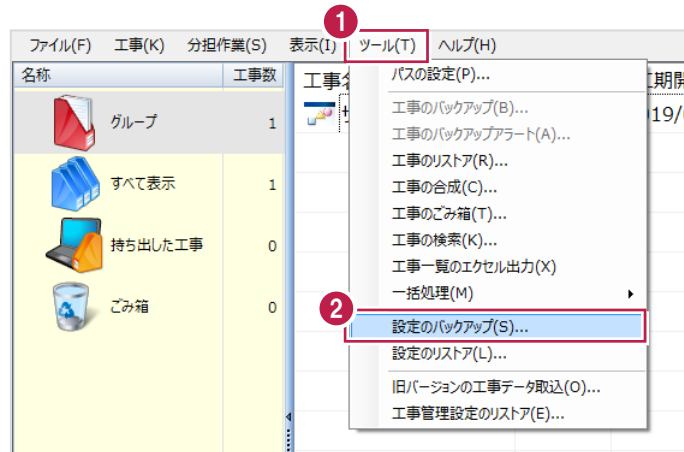 1
ファイル(F) 工事(K) 分担作業(S) 表示(I) ツール(T) ヘルプ(H)
名称 工事数
グループ 1
すべて表示 1
持ち出した工事 0
ごみ箱 0
工事
期
19/
パスの設定(P)...
工事のバックアップ(B)...
工事のバックアップアラート(A)...
工事のリストア(R)...
工事の合成(C)...
工事のごみ箱(T)...
工事の検索(K)...
工事一覧のエクセル出力(X)
一括処理(M)
2
設定のバックアップ(S)...
設定のリストア(L)...
旧バージョンの工事データ取込(O)...
工事管理設定のリストア(E)...